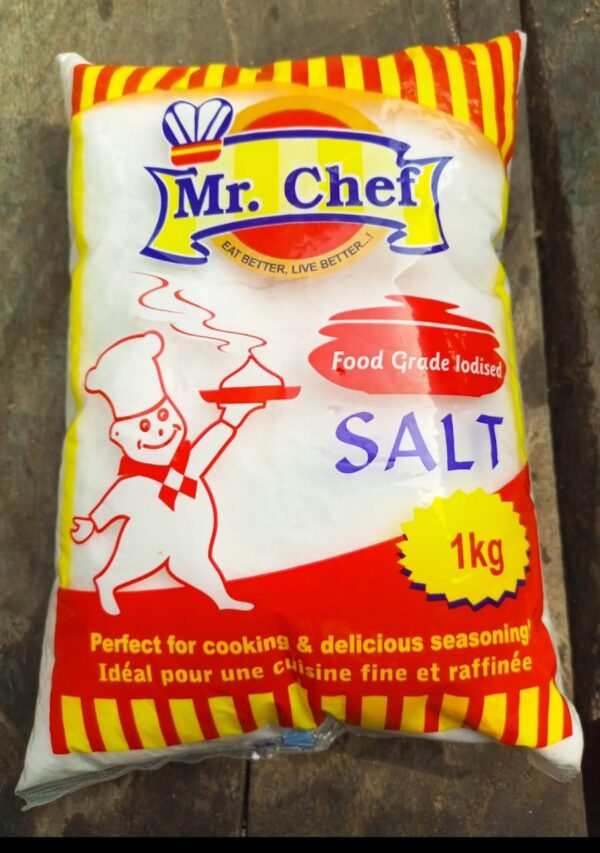 Mr. Chef
EAT BETTER, LIVE BETTER...!
Food Grade Iodised
SALT
1kg
Perfect for cooking & delicious seasoning!
Idéal pour une cuisine fine et raffinée